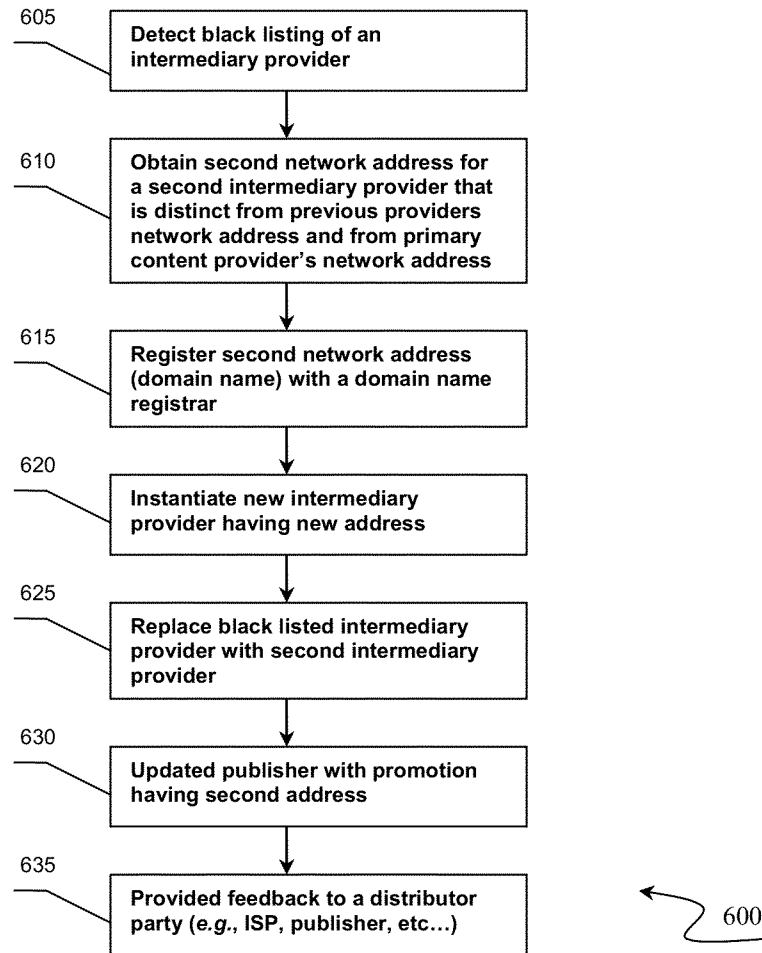 605
Detect black listing of an
intermediary provider
610
Obtain second network address for
a second intermediary provider that
is distinct from previous providers
network address and from primary
content provider's network address
615
Register second network address
(domain name) with a domain name
registrar
620
Instantiate new intermediary
provider having new address
625
Replace black listed intermediary
provider with second intermediary
provider
630
Updated publisher with promotion
having second address
635
Provided feedback to a distributor
party (e.g., ISP, publisher, etc…)
600